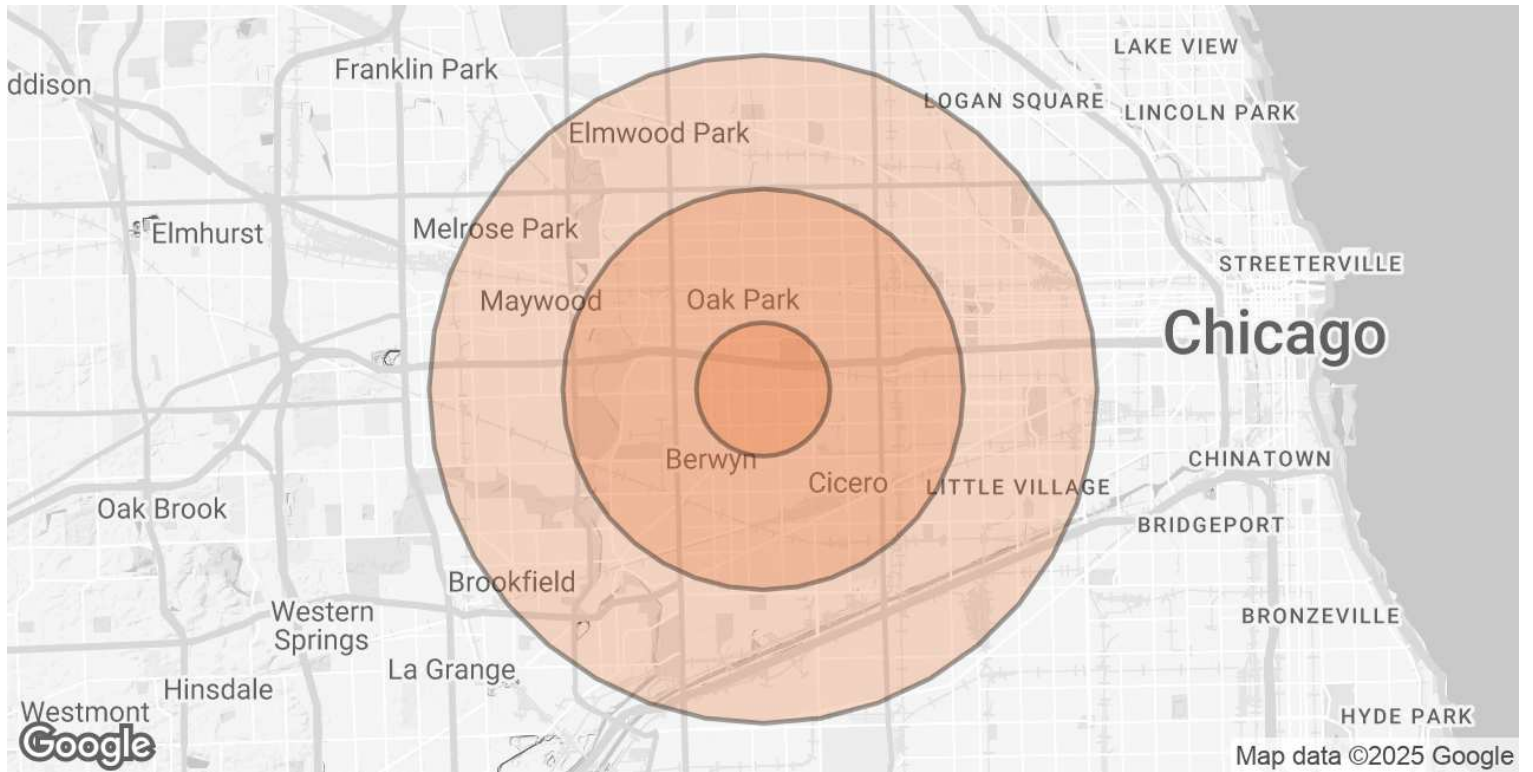 LAKE VIEW
Franklin Park
ddison
LOGAN SQUARE
LINCOLN PARK
Elmwood Park
Melrose Park
Elmhurst
STREETERVILLE
Maywood
Oak Park
Chicago
Berwyn
CHINATOWN
Cicero
LITTLE VILLAGE
Oak Brook
BRIDGEPORT
Brookfield
Western
Springs
BRONZEVILLE
La Grange
Hinsdale
Westmont
HYDE PARK
Google
Map data ©2025 Google